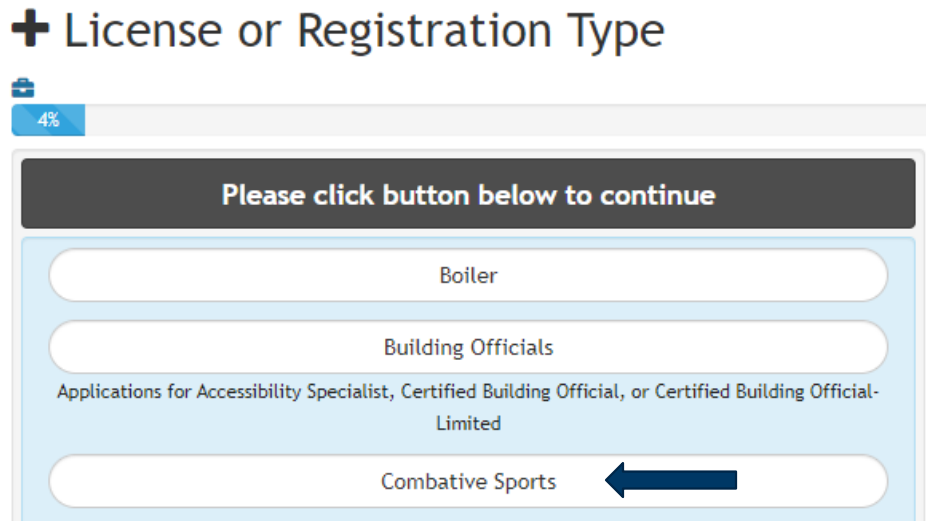 License or Registration Type
4%
Please click button below to continue
Boiler
Building Officials
Applications for Accessibility Specialist, Certified Building Official, or Certified Building Official-
Limited
Combative Sports